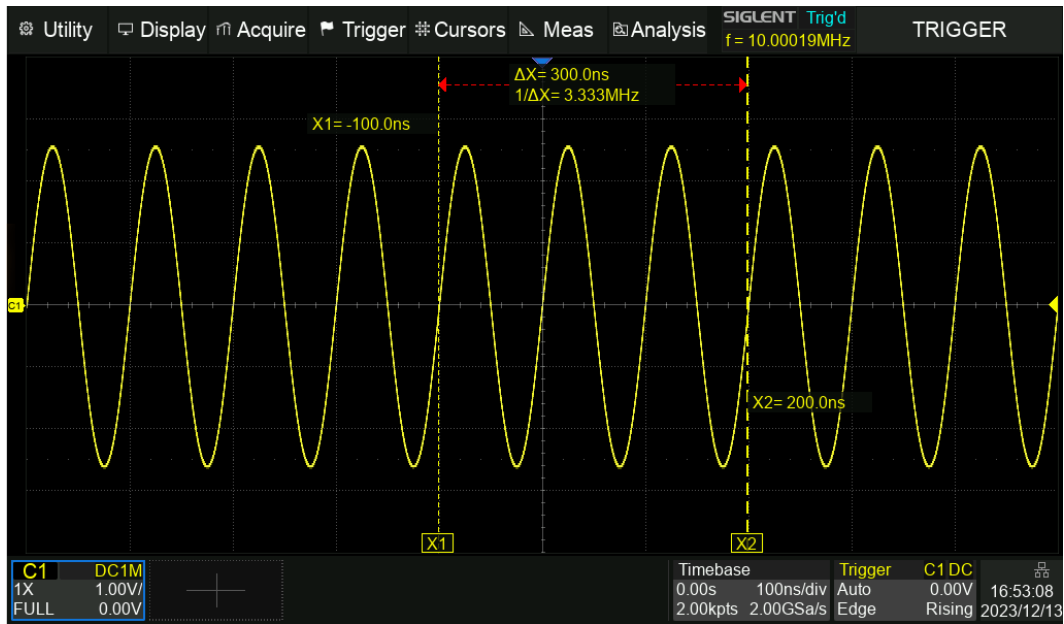 Utility Display Acquire Trigger Cursors Meas Analysis SIGLENT Trig'd TRIGGER
f = 10.00019MHz
ΔX= 300.0ns
1/ΔX= 3.333MHz
X1= -100.0ns
C1
X2= 200.0ns
X1 X2
C1 DC1M Timebase Trigger C1 DC
1X 1.00V/ 0.00s 100ns/div Auto 0.00V 16:53:08
FULL 0.00V 2.00kpts 2.00GSa/s Edge Rising 2023/12/13